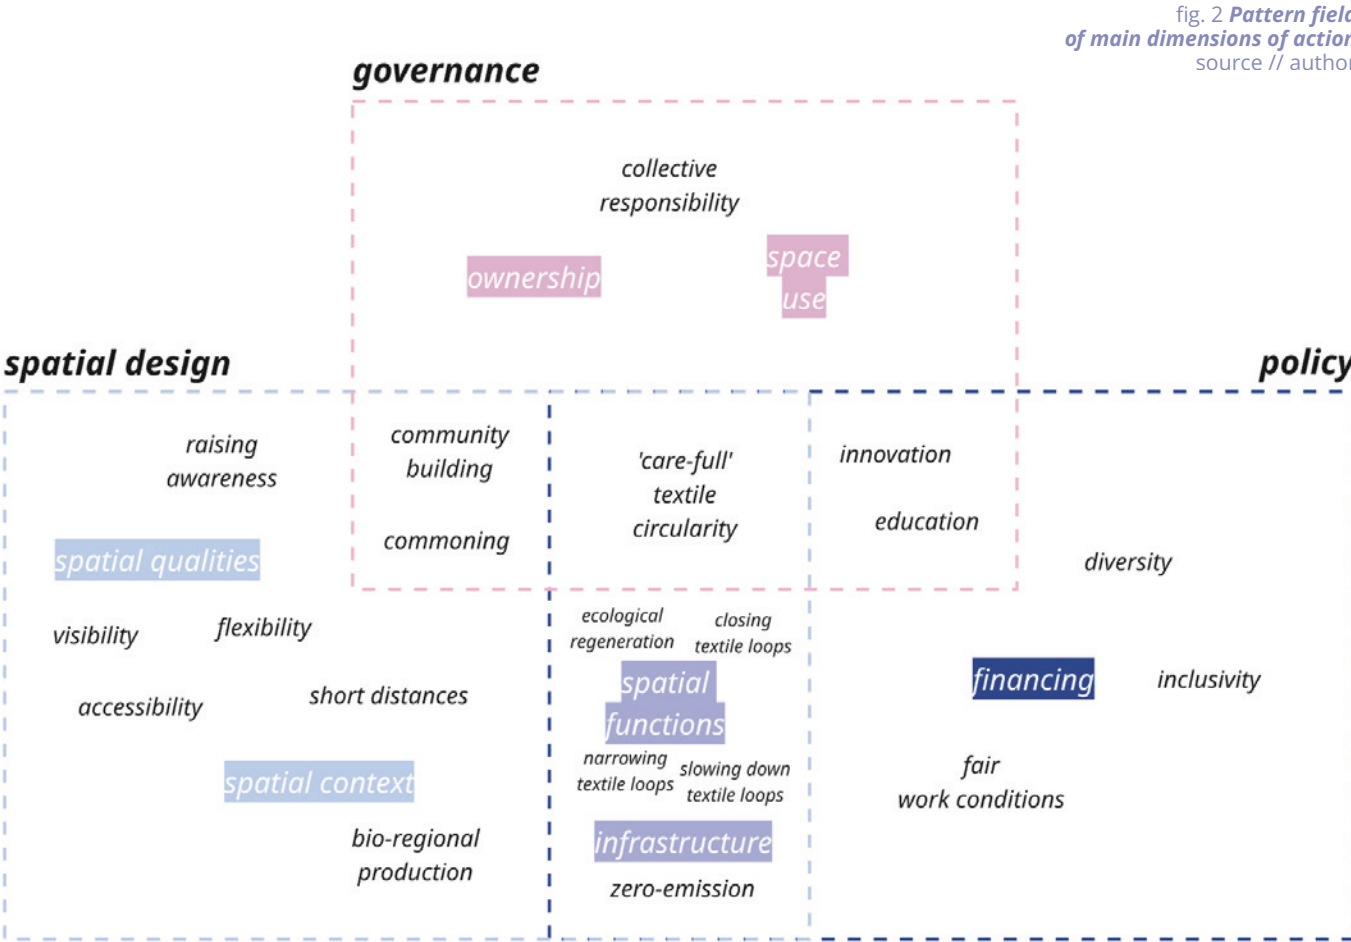 fig. 2 Pattern field
of main dimensions of action
source // author
governance
collective
responsibility
ownership
space
use
spatial design
policy
raising
awareness
community
building
'care-full'
textile
circularity
innovation
education
commoning
spatial qualities
diversity
visibility
flexibility
ecological
regeneration
closing
textile loops
accessibility
short distances
spatial
functions
financing
inclusivity
narrowing
textile loops
slowing down
textile loops
fair
work conditions
spatial context
bio-regional
production
infrastructure
zero-emission